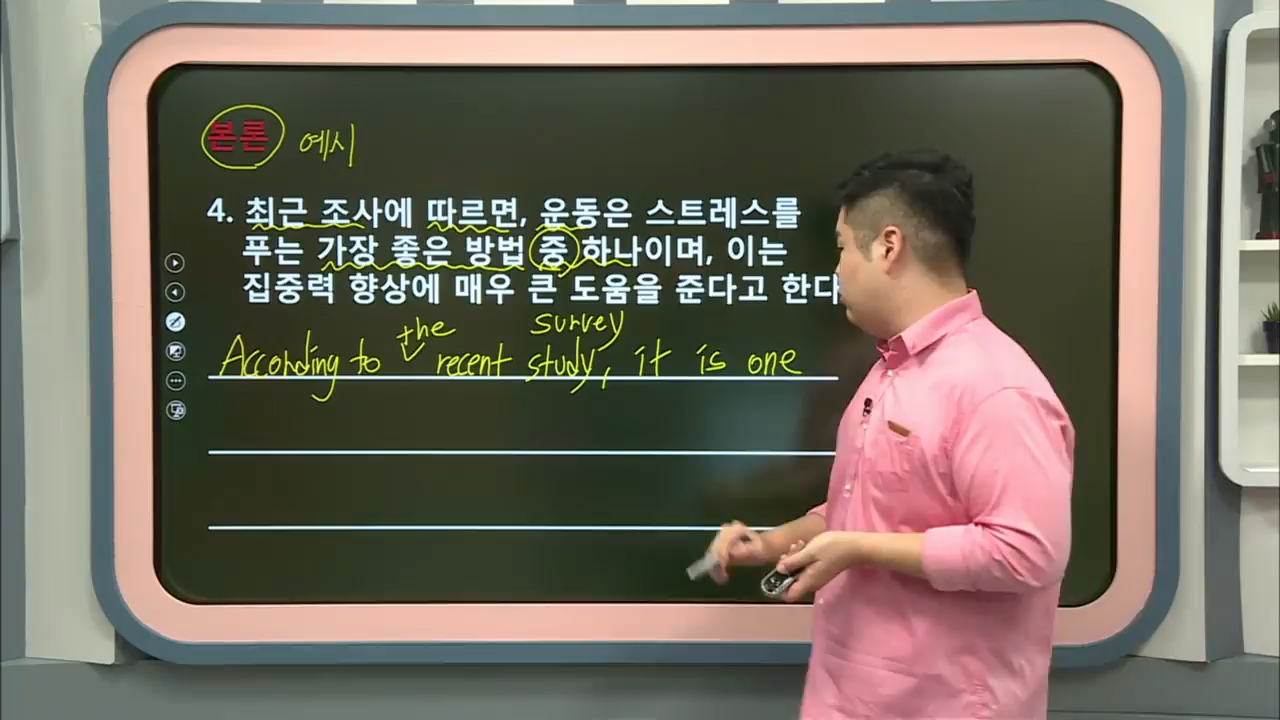 본론 예시
4. 최근 조사에 따르면, 운동은 스트레스를
푸는 가장 좋은 방법 중 하나이며, 이는
집중력 향상에 매우 큰 도움을 준다고 한다
the survey
According to recent study, it is one